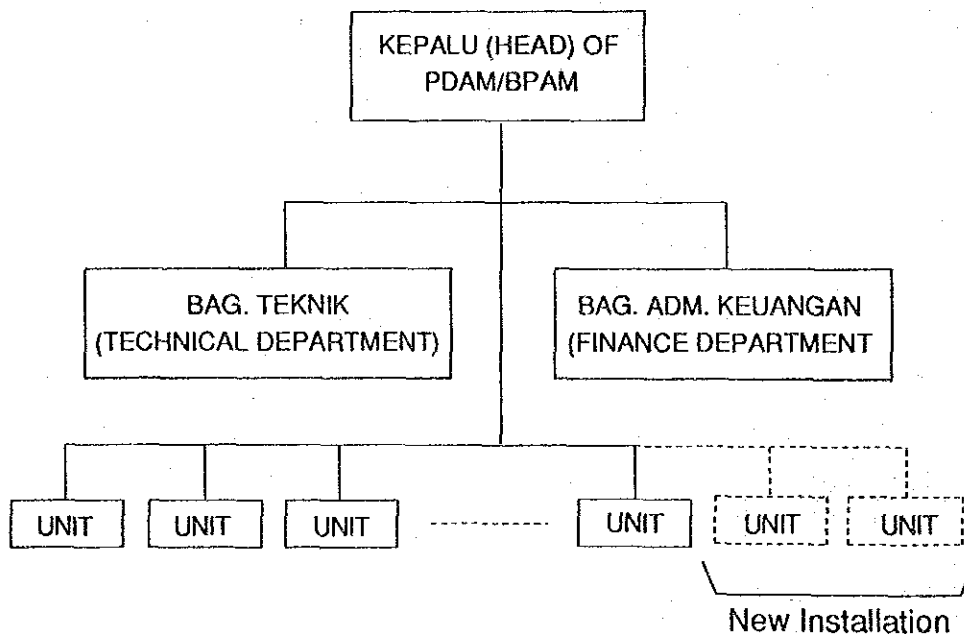 KEPALU (HEAD) OF
PDAM/BPAM
BAG. TEKNIK
(TECHNICAL DEPARTMENT)
BAG. ADM. KEUANGAN
(FINANCE DEPARTMENT
UNIT
UNIT
UNIT
UNIT
UNIT
UNIT
New Installation